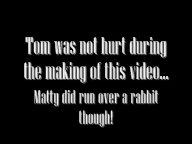 Tom was not hurt during
the making of this video...
Matty did run over a rabbit
though!